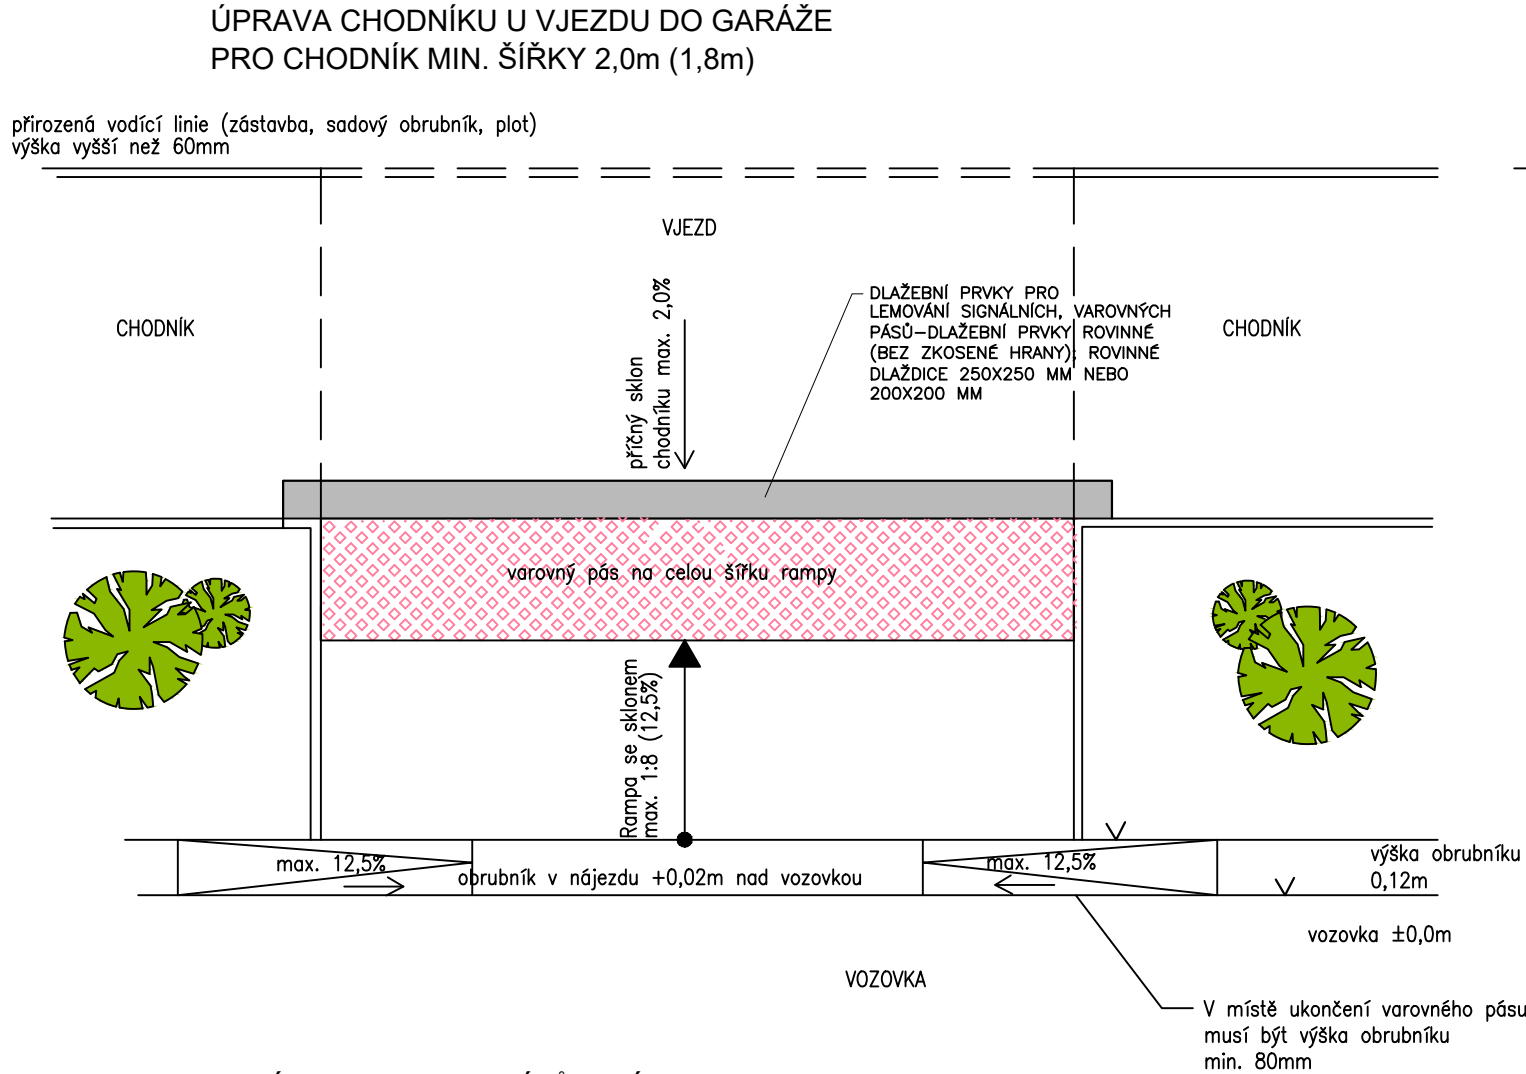 ÚPRAVA CHODNÍKU U VJEZDU DO GARÁŽE
PRO CHODNÍK MIN. ŠÍŘKY 2,0m (1,8m)
přirozená vodící linie (zástavba, sadový obrubník, plot)
výška vyšší než 60mm
VJEZD
CHODNÍK
příčný sklon
chodníku max. 2,0%
DLAŽEBNÍ PRVKY PRO
LEMOVÁNÍ SIGNÁLNÍCH, VAROVNÝCH
PÁSŮ-DLAŽEBNÍ PRVKY ROVINNÉ
(BEZ ZKOSENÉ HRANY); ROVINNÉ
DLAŽDICE 250X250 MM NEBO
200X200 MM
CHODNÍK
varovný pás na celou šířku rampy
Rampa se sklonem
max. 1:8 (12,5%)
max. 12,5%
obrubník v nájezdu +0,02m nad vozovkou
max. 12,5%
výška obrubníku
0,12m
vozovka ±0,0m
VOZOVKA
V místě ukončení varovného pásu
musí být výška obrubníku
min. 80mm